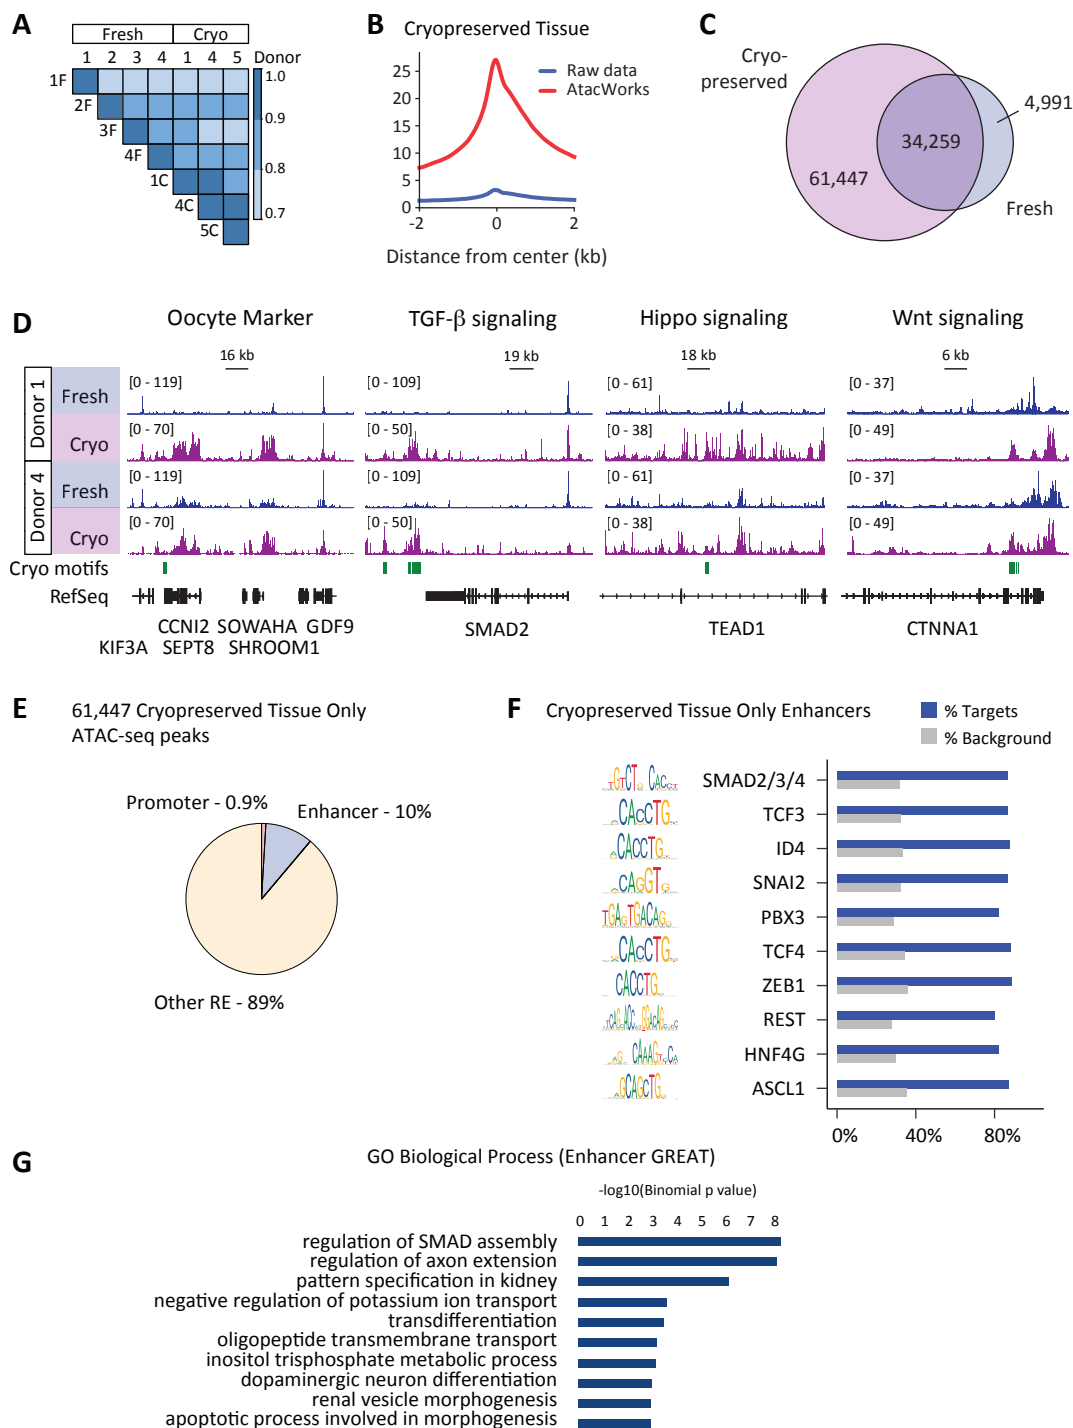 A
Fresh Cryo
1 2 3 4 1 4 5 Donor
1F
2F
3F
4F
1C
4C
5C
1.0
0.9
0.8
0.7
B Cryopreserved Tissue
25
20
15
10
5
0
-2 0 2
Raw data
AtacWorks
Distance from center (kb)
C
Cryo-
preserved
4,991
34,259
61,447
Fresh
D
Oocyte Marker TGF-β signaling Hippo signaling Wnt signaling
16 kb 19 kb 18 kb 6 kb
Donor 1
Fresh [0 - 119] [0 - 109] [0 - 61] [0 - 37]
Cryo [0 - 70] [0 - 50] [0 - 38] [0 - 49]
Donor 4
Fresh [0 - 119] [0 - 109] [0 - 61] [0 - 37]
Cryo [0 - 70] [0 - 50] [0 - 38] [0 - 49]
Cryo motifs
RefSeq
CCNI2 SOWAHA GDF9 SMAD2 TEAD1 CTNNA1
KIF3A SEPT8 SHROOM1
E 61,447 Cryopreserved Tissue Only
ATAC-seq peaks
Promoter - 0.9%
Enhancer - 10%
Other RE - 89%
F Cryopreserved Tissue Only Enhancers
% Targets
% Background
SMAD2/3/4
TCF3
ID4
SNAI2
PBX3
TCF4
ZEB1
REST
HNF4G
ASCL1
0% 40% 80%
G GO Biological Process (Enhancer GREAT)
-log10(Binomial p value)
0 1 2 3 4 5 6 7 8
regulation of SMAD assembly
regulation of axon extension
pattern specification in kidney
negative regulation of potassium ion transport
transdifferentiation
oligopeptide transmembrane transport
inositol trisphosphate metabolic process
dopaminergic neuron differentiation
renal vesicle morphogenesis
apoptotic process involved in morphogenesis